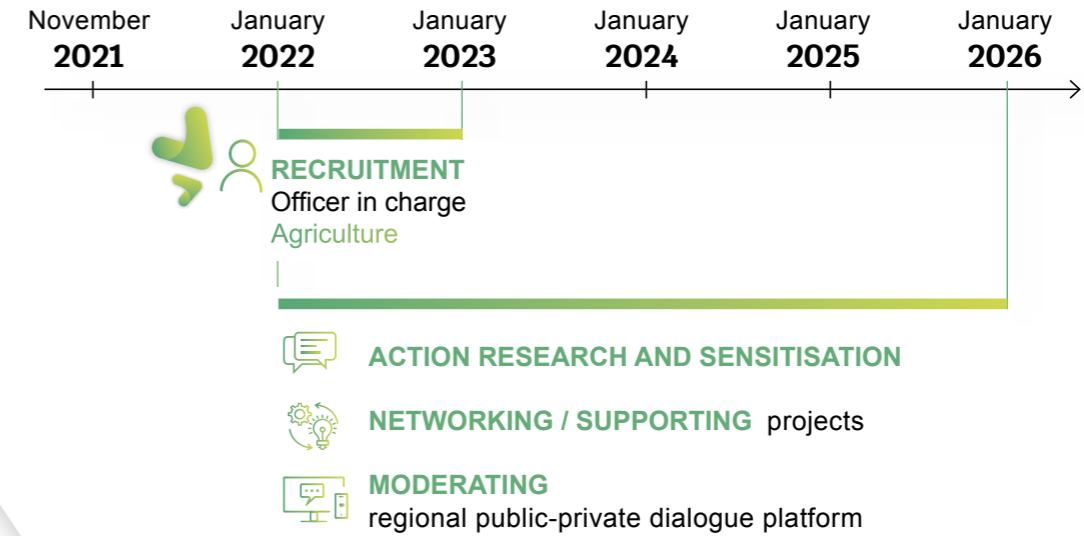 November January January January January January
2021 2022 2023 2024 2025 2026
RECRUITMENT
Officer in charge
Agriculture
ACTION RESEARCH AND SENSITISATION
NETWORKING / SUPPORTING projects
MODERATING
regional public-private dialogue platform